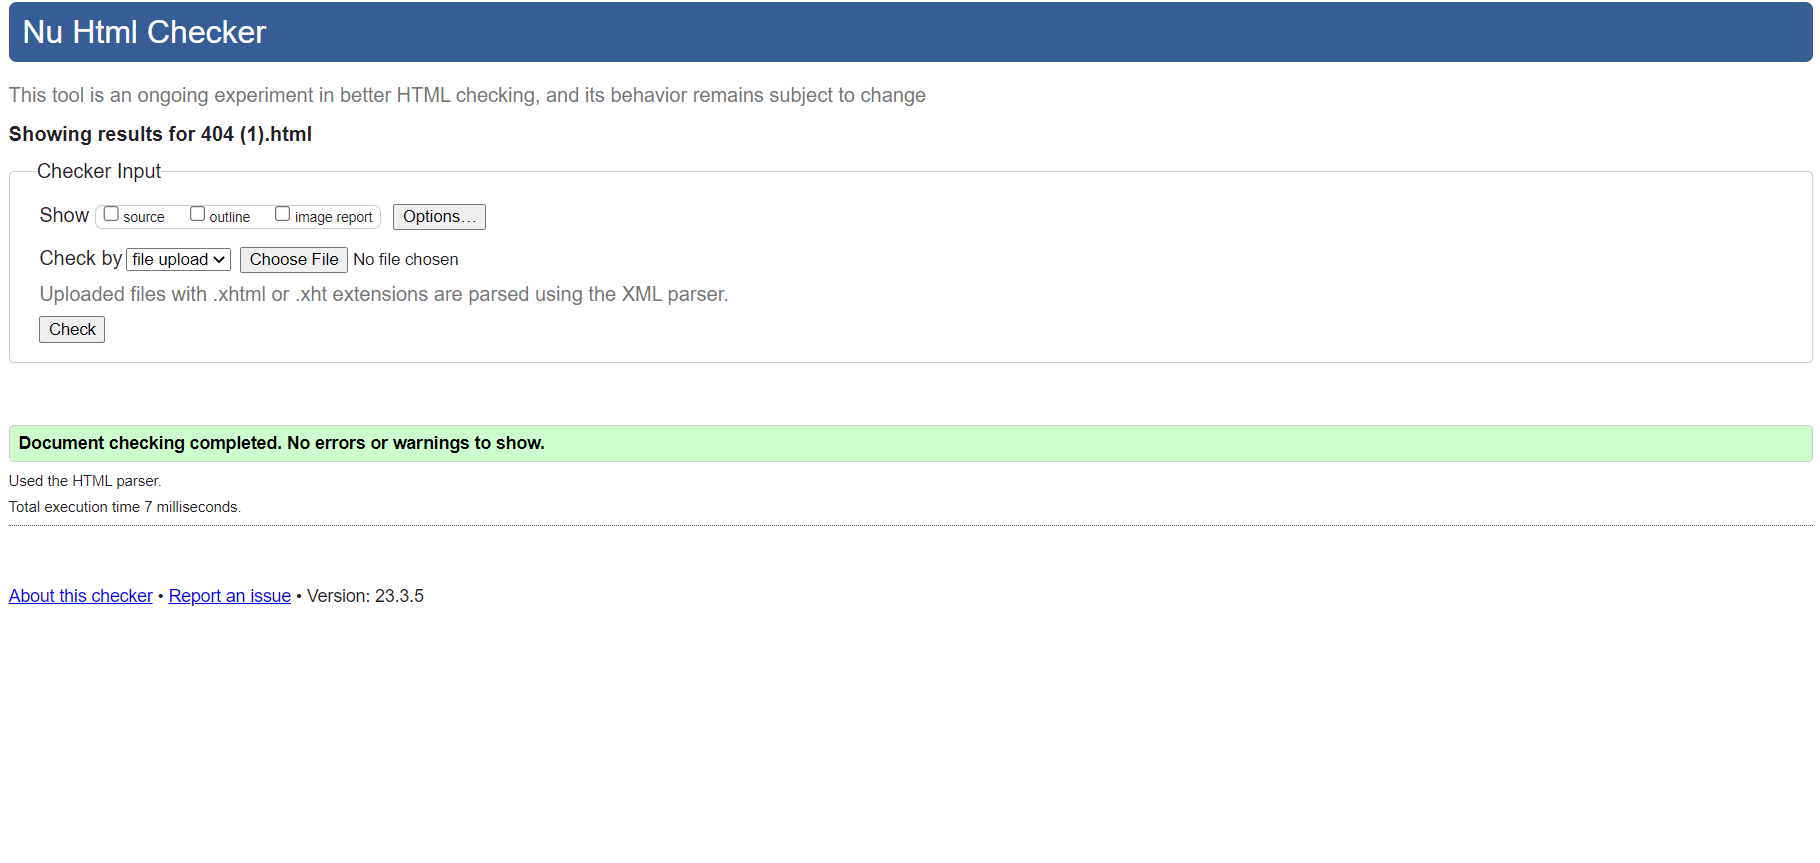 Nu Html Checker
This tool is an ongoing experiment in better HTML checking, and its behavior remains subject to change
Showing results for 404 (1).html
Checker Input
Show source outline image report Options…
Check by file upload Choose File No file chosen
Uploaded files with .xhtml or .xht extensions are parsed using the XML parser.
Check
Document checking completed. No errors or warnings to show.
Used the HTML parser.
Total execution time 7 milliseconds.
About this checker • Report an issue • Version: 23.3.5